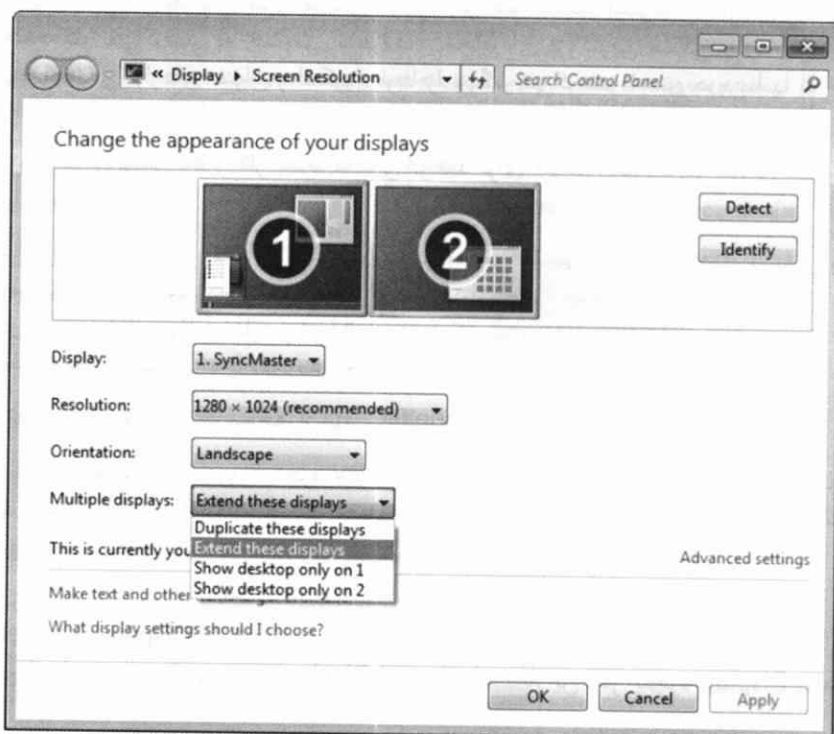 « Display ▸ Screen Resolution
Search Control Panel
Change the appearance of your displays
1
2
Detect
Identify
Display: 1. SyncMaster
Resolution: 1280 × 1024 (recommended)
Orientation: Landscape
Multiple displays: Extend these displays
Duplicate these displays
This is currently you Extend these displays
Advanced settings
Show desktop only on 1
Make text and other Show desktop only on 2
What display settings should I choose?
OK Cancel Apply